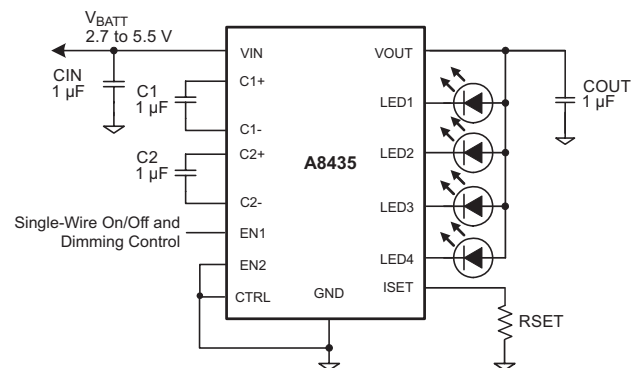 VBATT
2.7 to 5.5 V
CIN
1 µF
C1
1 µF
C2
1 µF
Single-Wire On/Off and
Dimming Control
VIN
C1+
C1-
C2+
C2-
EN1
EN2
CTRL
A8435
GND
VOUT
LED1
LED2
LED3
LED4
ISET
COUT
1 µF
RSET